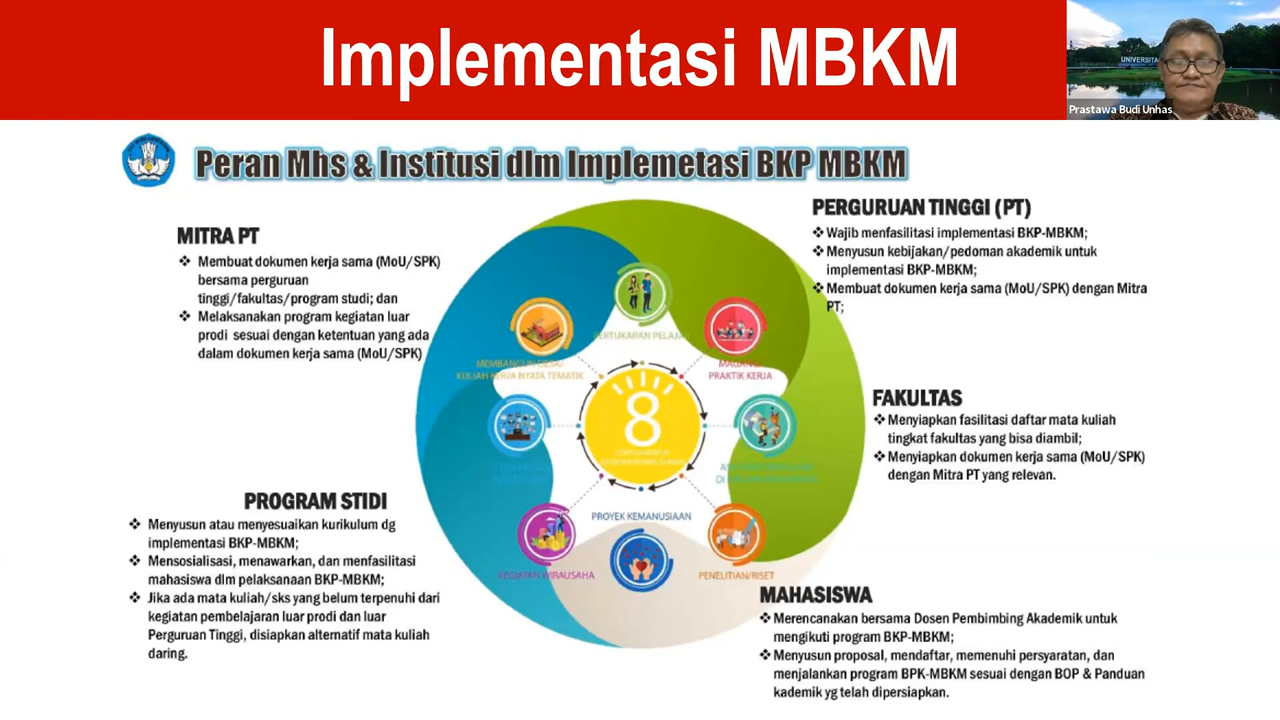 Implementasi MBKM
UNIVERSITA
Prastawa Budi Unhas
Peran Mhs & Institusi dlm Implemetasi BKP MBKM
MITRA PT
❖ Membuat dokumen kerja sama (MoU/SPK)
bersama perguruan
tinggi/fakultas/program studi; dan
❖ Melaksanakan program kegiatan luar
prodi sesuai dengan ketentuan yang ada
dalam dokumen kerja sama (MoU/SPK)
PERGURUAN TINGGI (PT)
❖ Wajib menfasilitasi implementasi BKP-MBKM;
❖ Menyusun kebijakan/pedoman akademik untuk
implementasi BKP-MBKM;
❖ Membuat dokumen kerja sama (MoU/SPK) dengan Mitra
PT;
PERTUKARAN PELAJAR
MEMBANGUN DESA/
KULIAH KERJA NYATA TEMATIK
MAGANG/
PRAKTIK KERJA
8
FAKULTAS
❖ Menyiapkan fasilitasi daftar mata kuliah
tingkat fakultas yang bisa diambil;
❖ Menyiapkan dokumen kerja sama (MoU/SPK)
dengan Mitra PT yang relevan.
PROGRAM STIDI
❖ Menyusun atau menyesuaikan kurikulum dg
implementasi BKP-MBKM;
❖ Mensosialisasi, menawarkan, dan menfasilitasi
mahasiswa dlm pelaksanaan BKP-MBKM;
❖ Jika ada mata kuliah/sks yang belum terpenuhi dari
kegiatan pembelajaran luar prodi dan luar
Perguruan Tinggi, disiapkan alternatif mata kuliah
daring.
PROYEK KEMANUSIAAN
KEGIATAN WIRAUSAHA
PENELITIAN/RISET
MAHASISWA
❖ Merencanakan bersama Dosen Pembimbing Akademik untuk
mengikuti program BKP-MBKM;
❖ Menyusun proposal, mendaftar, memenuhi persyaratan, dan
menjalankan program BPK-MBKM sesuai dengan BOP & Panduan
kademik yg telah dipersiapkan.